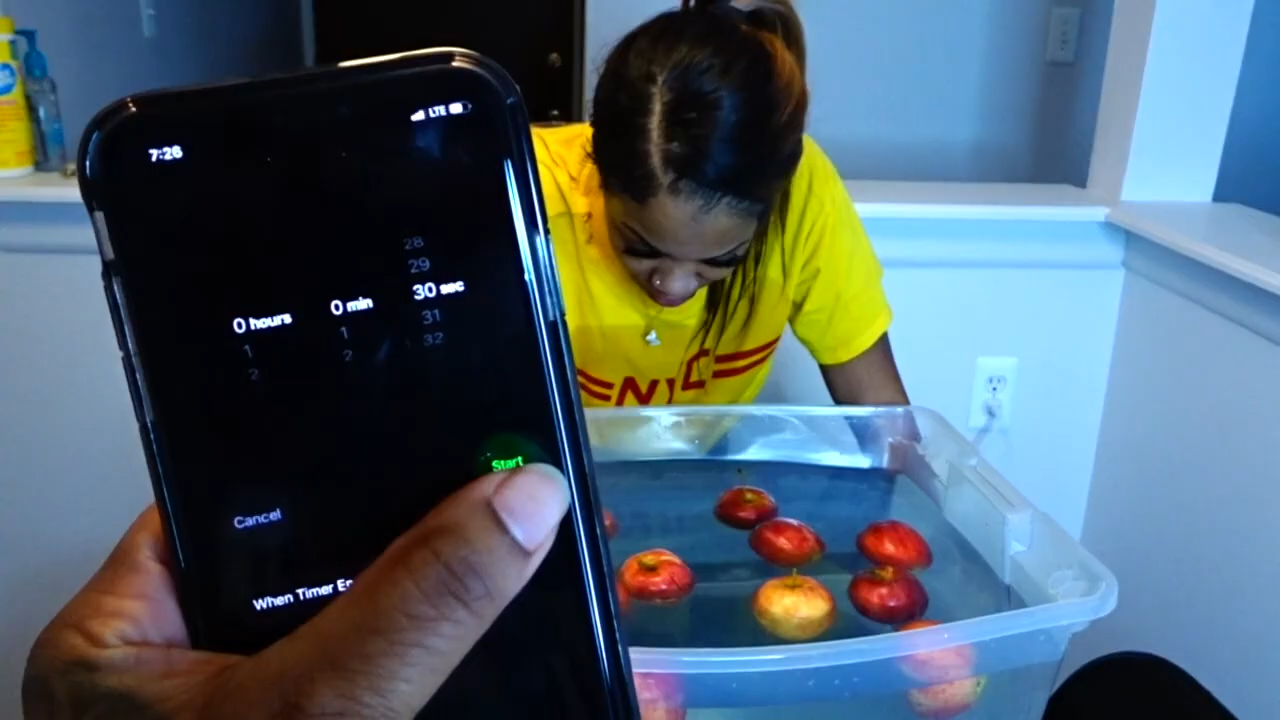 7:26
LTE
28
29
0 hours 0 min 30 sec
1 1 31
2 2 32
Start
Cancel
When Timer
NYC